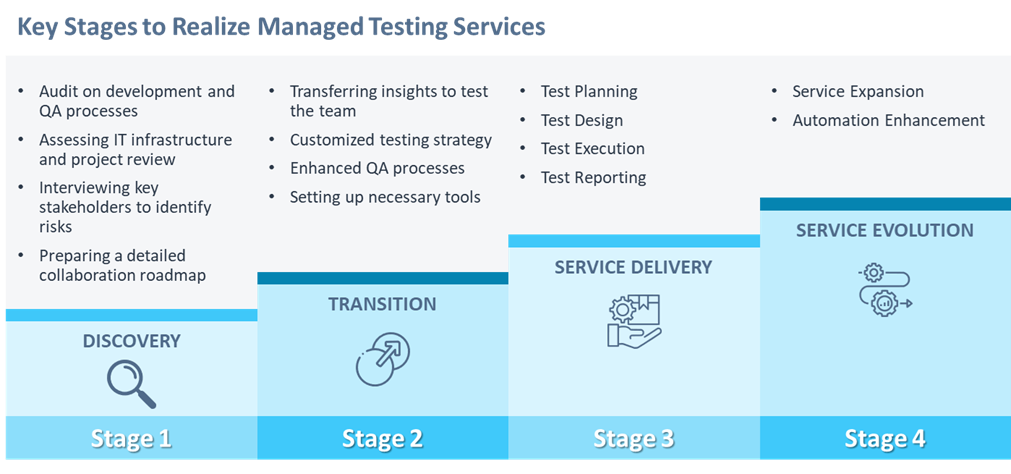 Key Stages to Realize Managed Testing Services
• Audit on development and
QA processes
• Assessing IT infrastructure
and project review
• Interviewing key
stakeholders to identify
risks
• Preparing a detailed
collaboration roadmap
DISCOVERY
Stage 1
• Transferring insights to test
the team
• Customized testing strategy
• Enhanced QA processes
• Setting up necessary tools
TRANSITION
Stage 2
• Test Planning
• Test Design
• Test Execution
• Test Reporting
SERVICE DELIVERY
Stage 3
• Service Expansion
• Automation Enhancement
SERVICE EVOLUTION
Stage 4